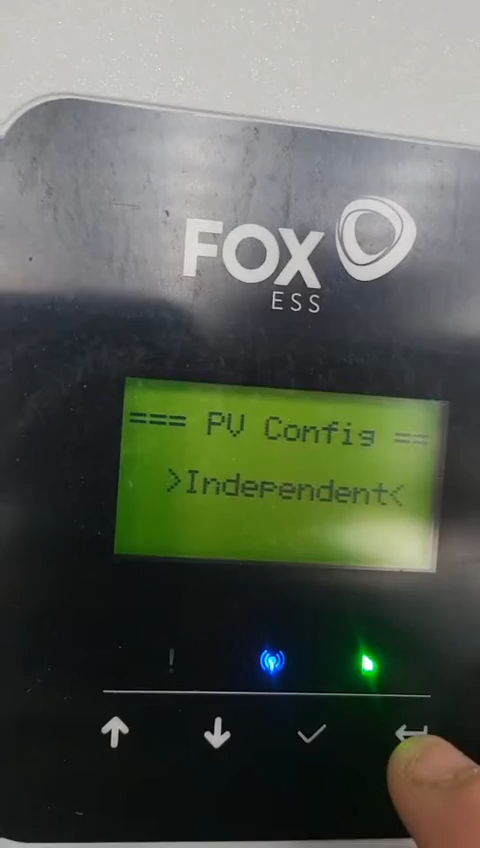 FOX
ESS
=== PV Config ==
>Independent<